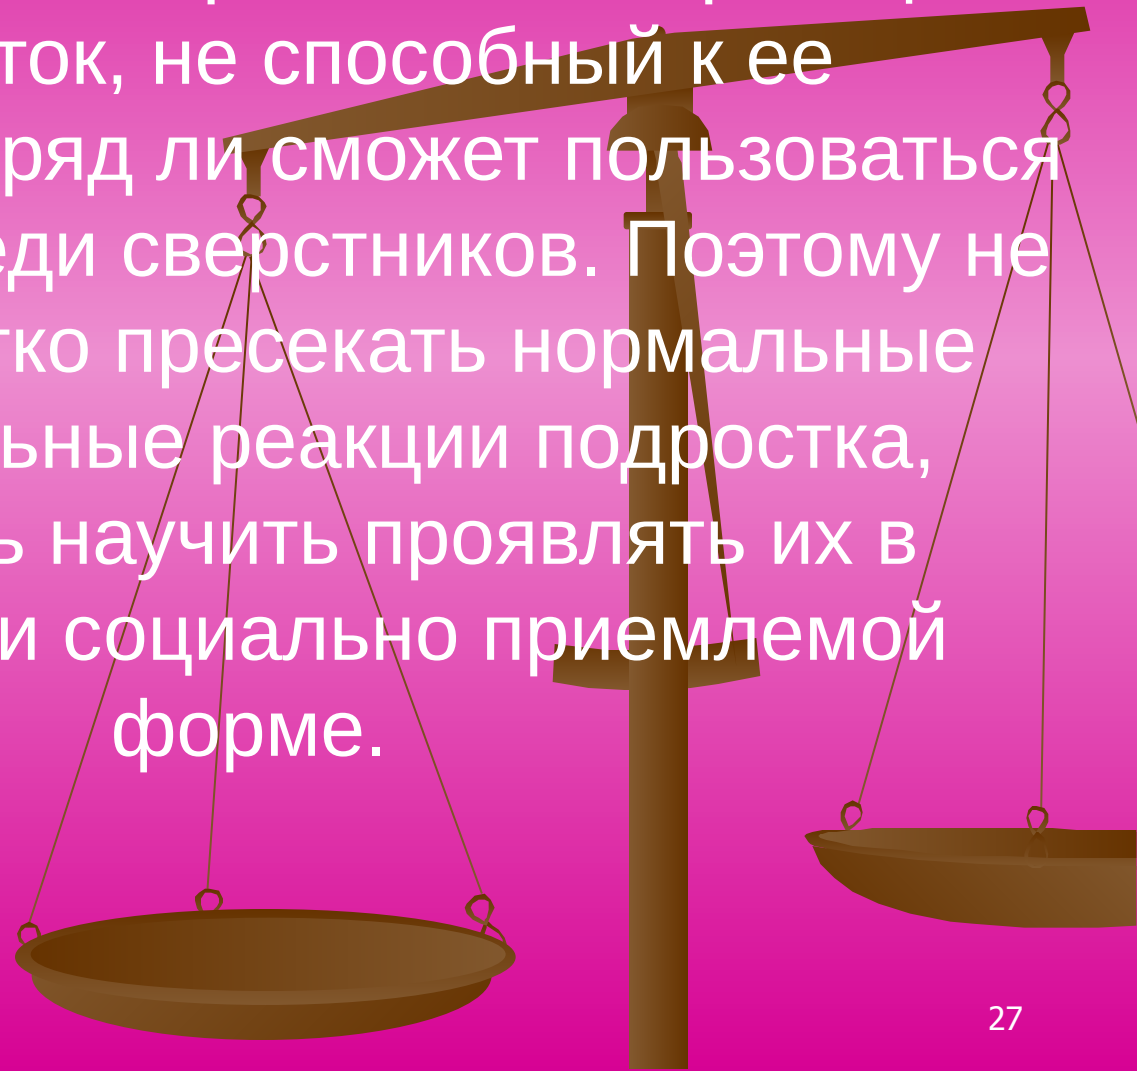 ток, не способный к ее
ряд ли сможет пользоваться
еди сверстников. Поэтому не
тко пресекать нормальные
ьные реакции подростка,
ь научить проявлять их в
и социально приемлемой
форме.
27